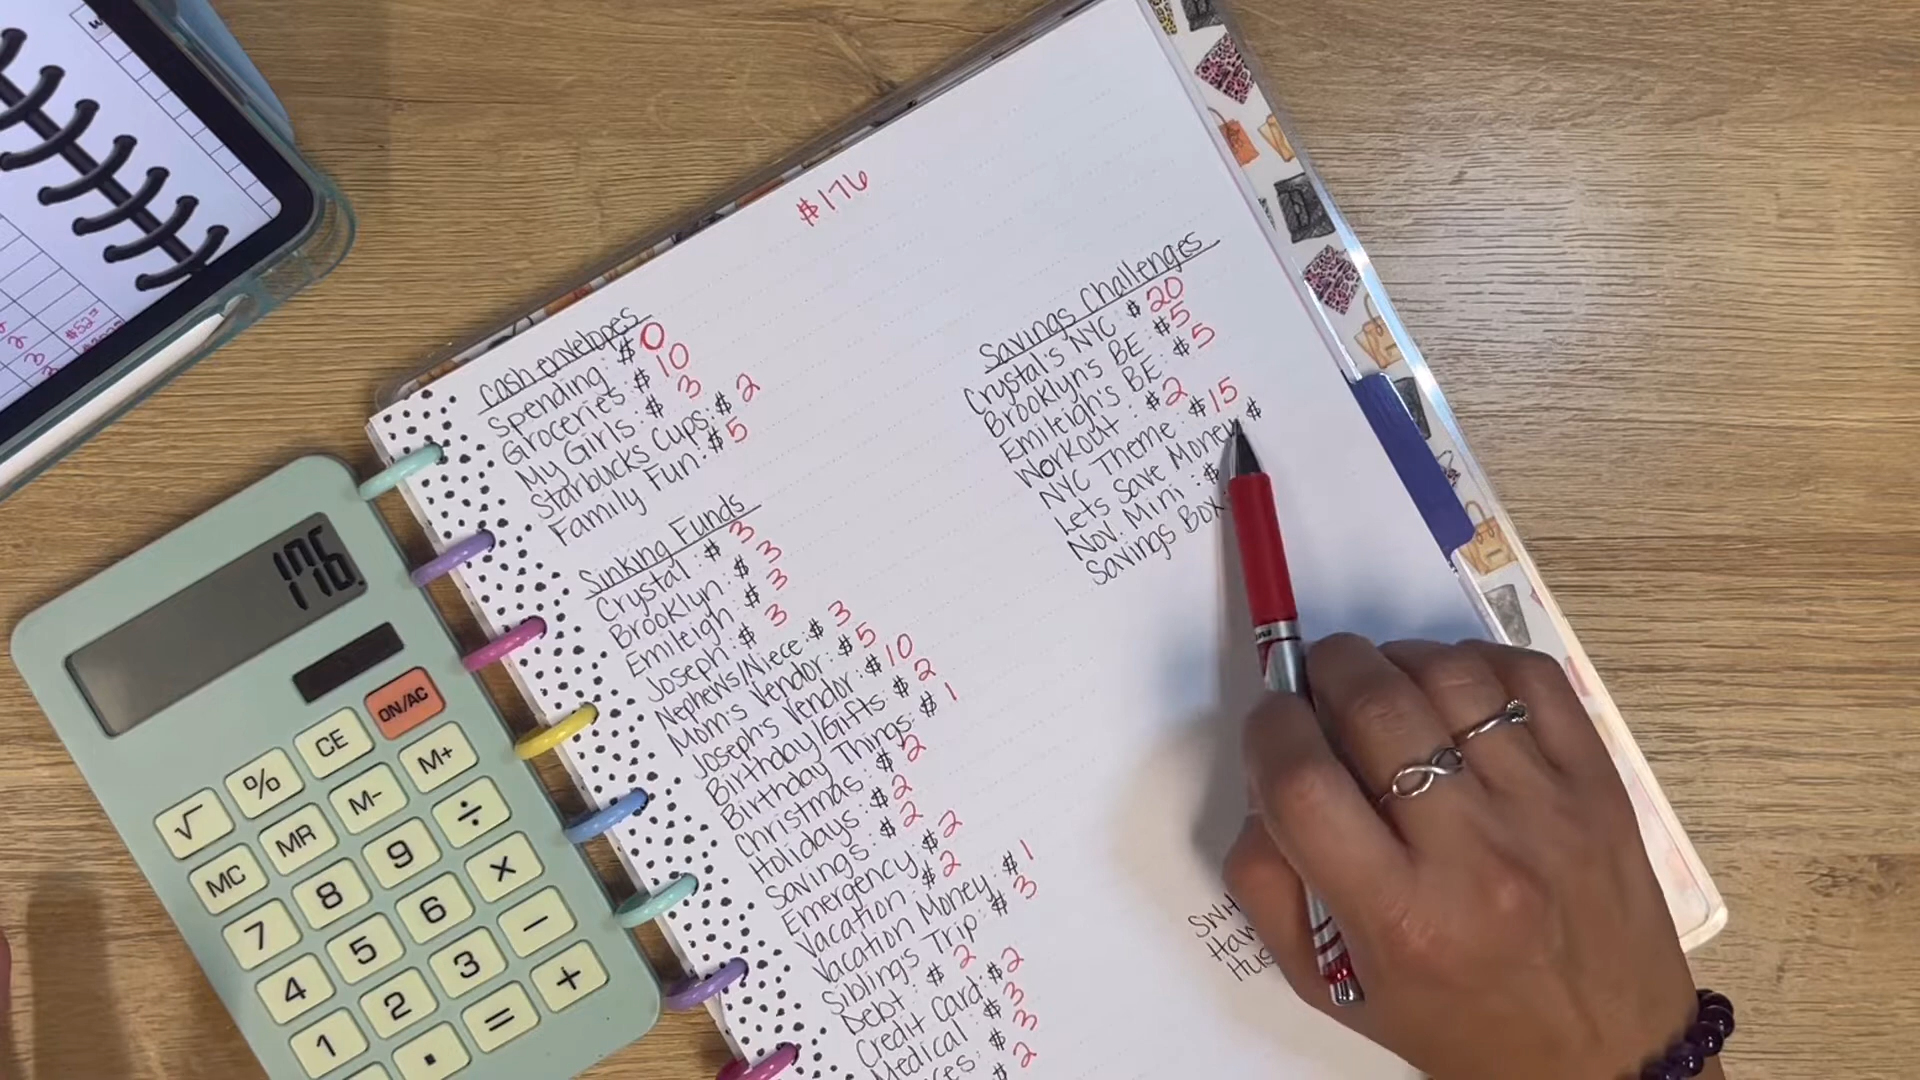 $176
Cash envelopes
Spending: $ 0
Groceries: $ 10
My Girls: $ 3
Starbucks Cups: $ 2
Family Fun: $ 5
Sinking Funds
Crystal: $ 3
Brooklyn: $ 3
Emileigh: $ 3
Joseph: $ 3
Nephews/Niece: $ 3
Mom's Vendor: $ 5
Joseph's Vendor: $ 10
Birthday/Gifts: $ 2
Birthday Things: $ 1
Christmas: $ 2
Holidays: $ 2
Savings: $ 2
Emergency: $ 2
Vacation: $ 2
Vacation Money: $ 1
Sibling's Trip: $ 3
Debt: $ 2
Credit Card: $ 2
Medical: $ 3
$ 3
$ 2
Savings Challenges
Crystal's NYC: $ 20
Brooklyn's BE: $ 5
Emileigh's BE: $ 5
Workout: $ 2
NYC Theme: $ 15
Lets Save Money $
Nov. Mini: $
Savings Box
176.
ON/AC
√ % CE
MC MR M- M+
7 8 9 ÷
4 5 6 ×
1 2 3 −
. = +